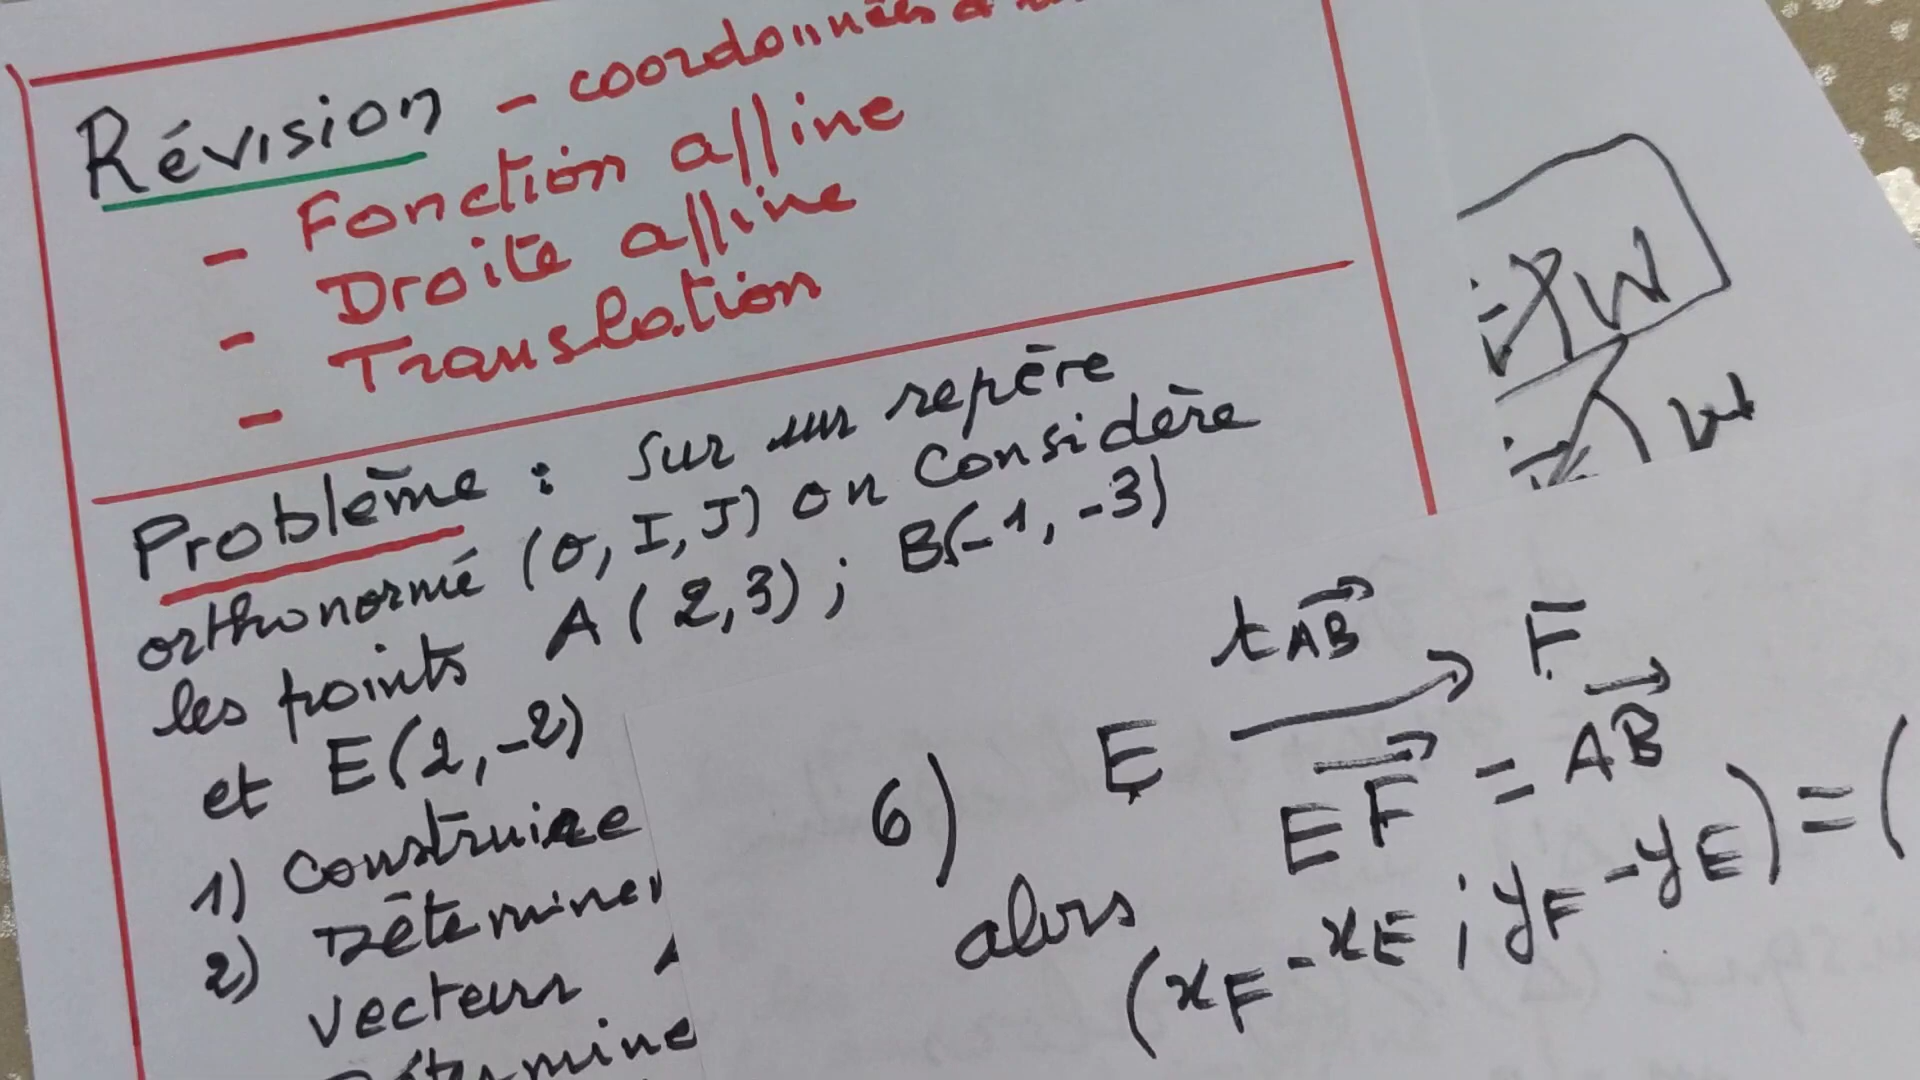 Révision - coordonnées
- Fonction affine
- Droite affine
- Translation
Problème : sur un repère
orthonormé (O, I, J) on considère
les points A(2,3) ; B(-1, -3)
et E(2,-2)
1) Construire
2) Déterminer
vecteur
6) E t AB F
EF = AB
alors
(xF - xE ; yF - yE) = (